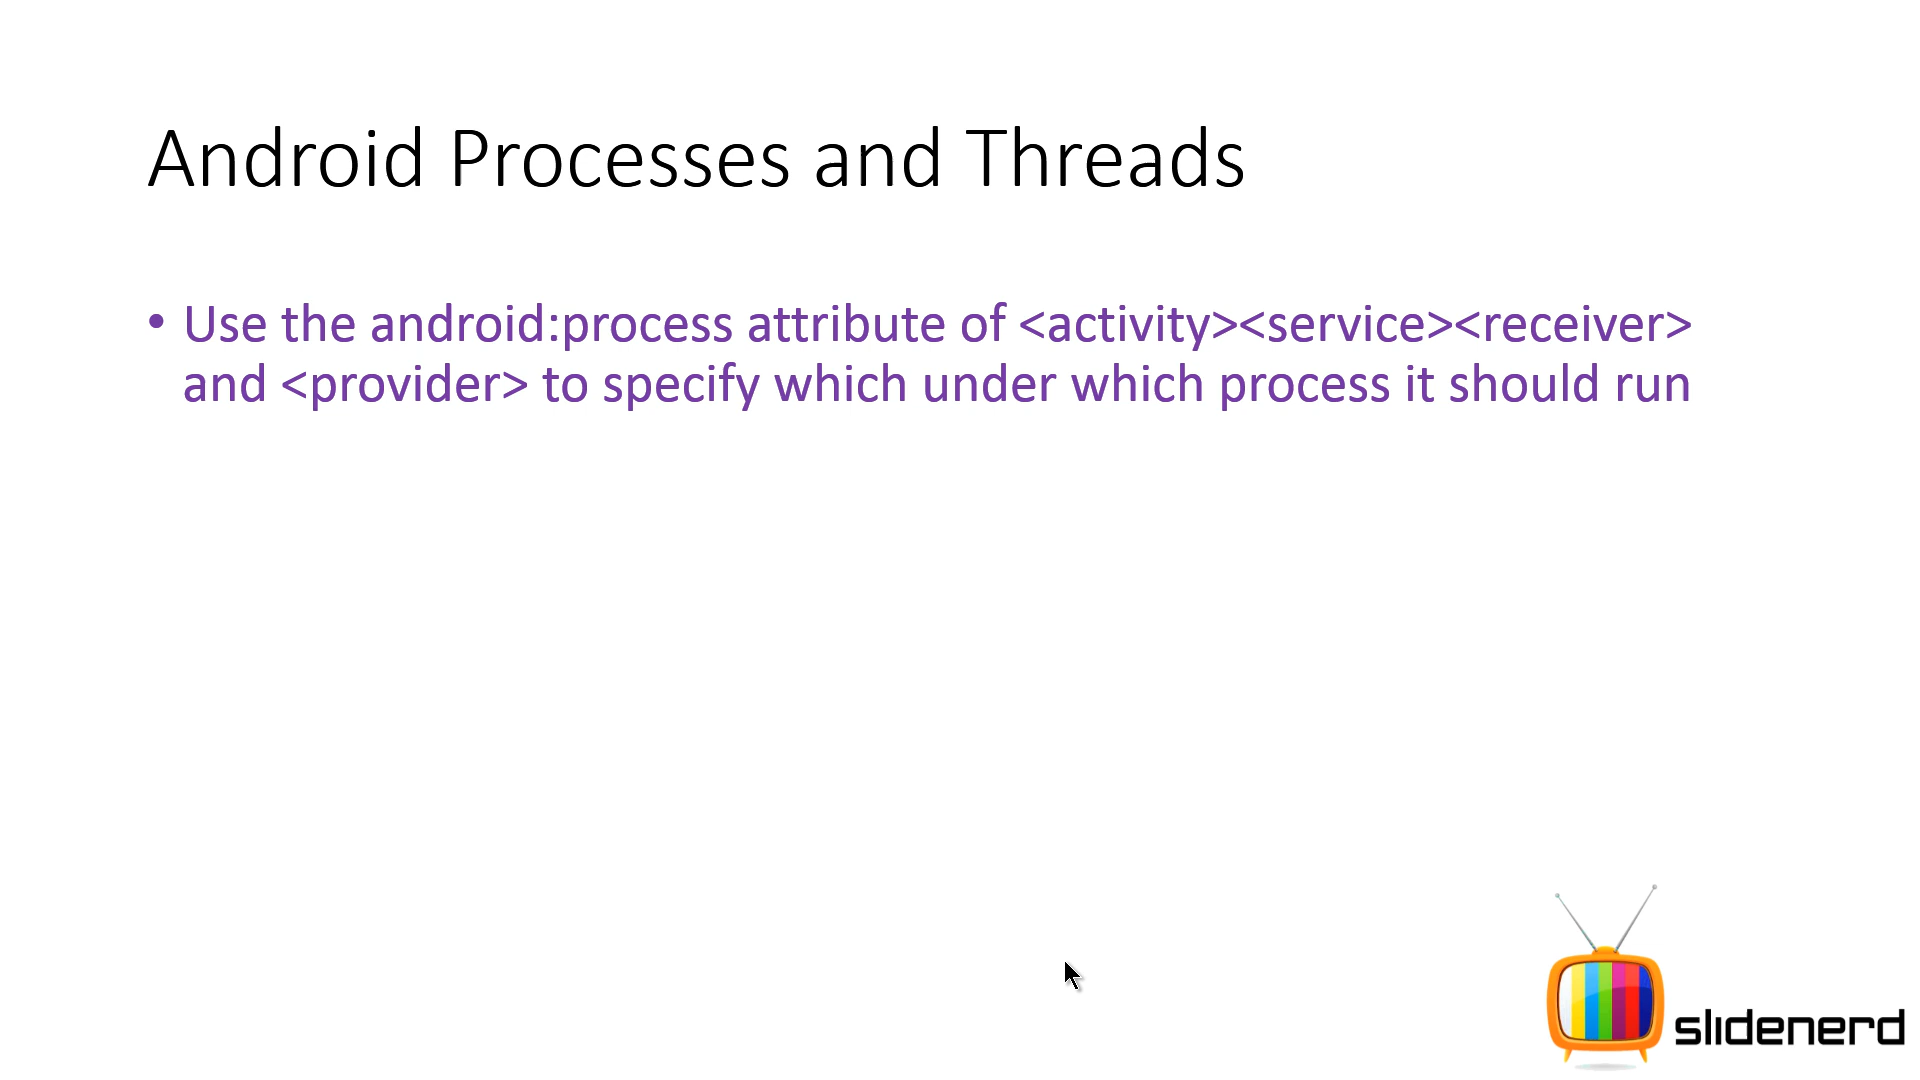 Android Processes and Threads
• Use the android:process attribute of <activity><service><receiver>
and <provider> to specify which under which process it should run
slidenerd